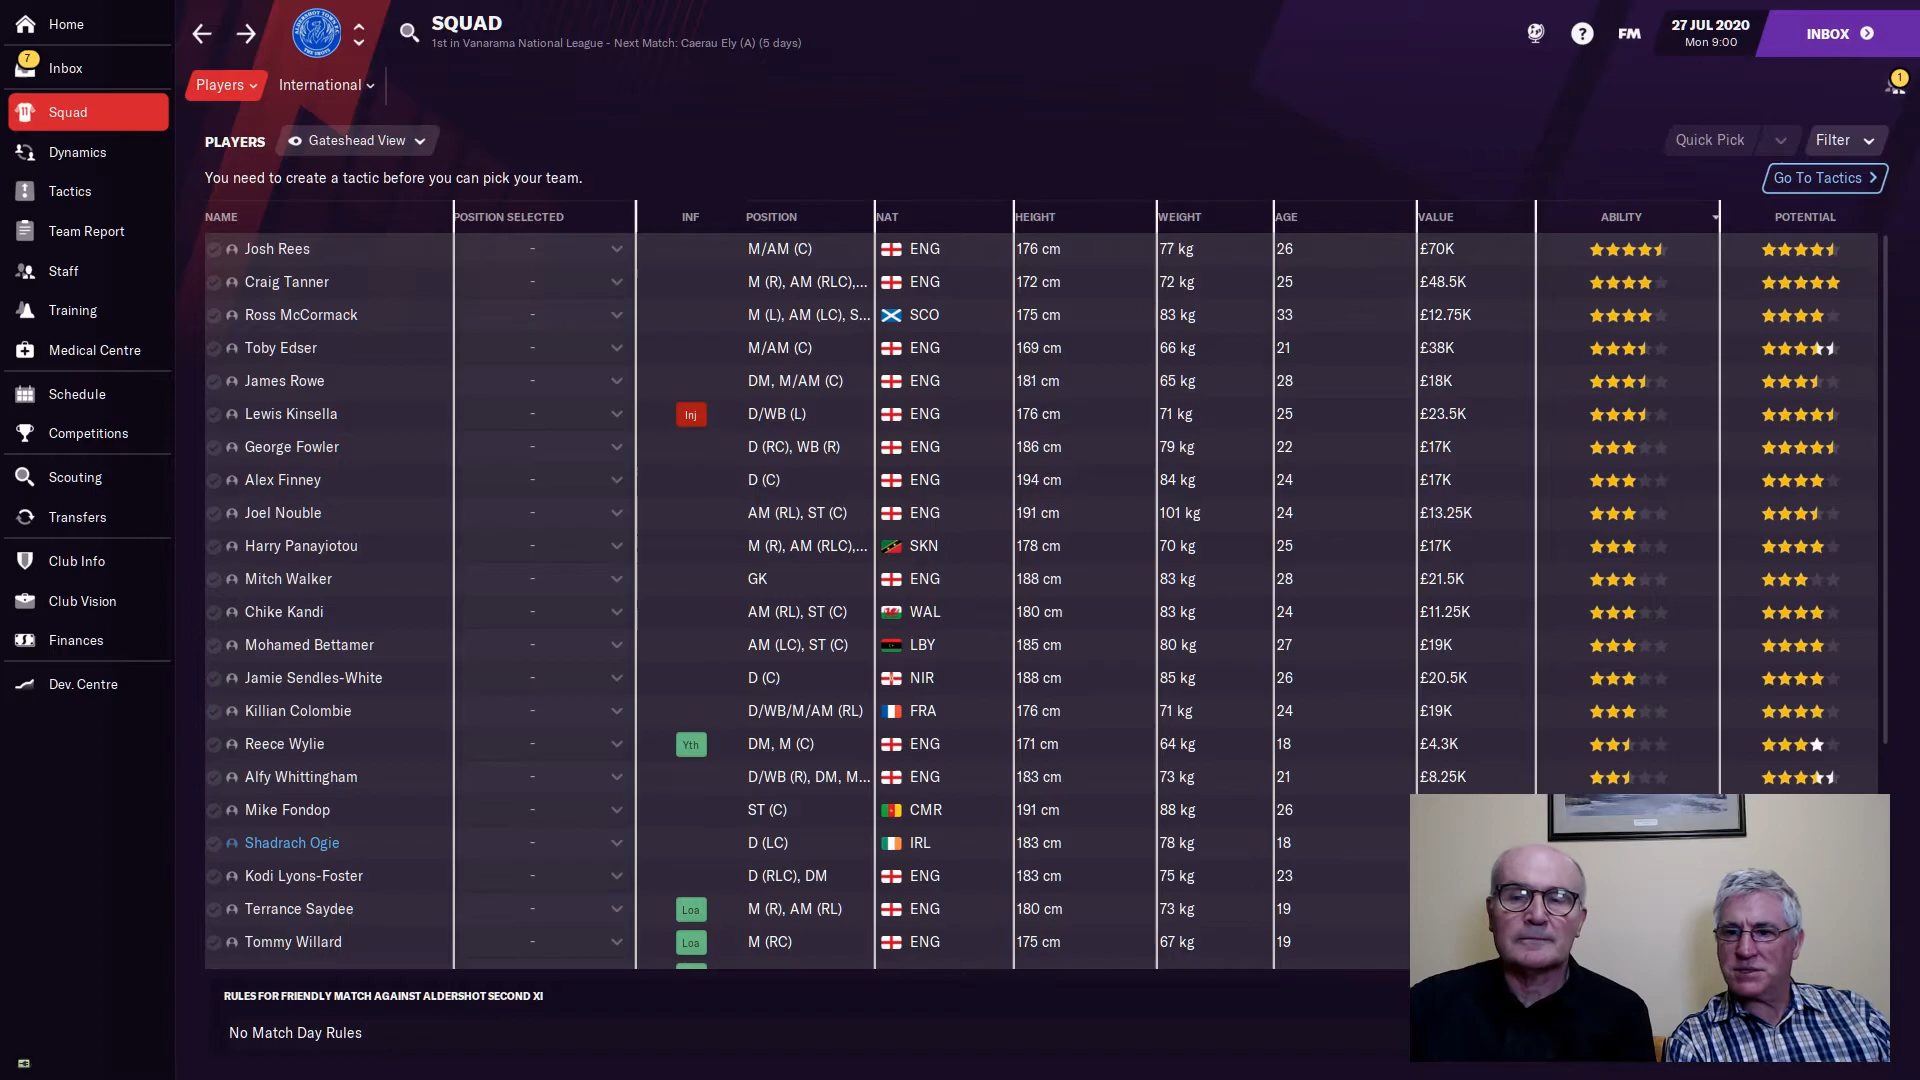 Home
7
Inbox
Squad
Dynamics
Tactics
Team Report
Staff
Training
Medical Centre
Schedule
Competitions
Scouting
Transfers
Club Info
Club Vision
Finances
Dev. Centre
SQUAD
1st in Vanarama National League - Next Match: Caerau Ely (A) (5 days)
?
FM
27 JUL 2020
Mon 9:00
INBOX
Players
International
1
PLAYERS
Gateshead View
Quick Pick
Filter
You need to create a tactic before you can pick your team.
Go To Tactics
NAME POSITION SELECTED INF POSITION NAT HEIGHT WEIGHT AGE VALUE ABILITY POTENTIAL
Josh Rees - M/AM (C) ENG 176 cm 77 kg 26 £70K
Craig Tanner - M (R), AM (RLC),... ENG 172 cm 72 kg 25 £48.5K
Ross McCormack - M (L), AM (LC), S... SCO 175 cm 83 kg 33 £12.75K
Toby Edser - M/AM (C) ENG 169 cm 66 kg 21 £38K
James Rowe - DM, M/AM (C) ENG 181 cm 65 kg 28 £18K
Lewis Kinsella - Inj D/WB (L) ENG 176 cm 71 kg 25 £23.5K
George Fowler - D (RC), WB (R) ENG 186 cm 79 kg 22 £17K
Alex Finney - D (C) ENG 194 cm 84 kg 24 £17K
Joel Nouble - AM (RL), ST (C) ENG 191 cm 101 kg 24 £13.25K
Harry Panayiotou - M (R), AM (RLC),... SKN 178 cm 70 kg 25 £17K
Mitch Walker - GK ENG 188 cm 83 kg 28 £21.5K
Chike Kandi - AM (RL), ST (C) WAL 180 cm 83 kg 24 £11.25K
Mohamed Bettamer - AM (LC), ST (C) LBY 185 cm 80 kg 27 £19K
Jamie Sendles-White - D (C) NIR 188 cm 85 kg 26 £20.5K
Killian Colombie - D/WB/M/AM (RL) FRA 176 cm 71 kg 24 £19K
Reece Wylie - Yth DM, M (C) ENG 171 cm 64 kg 18 £4.3K
Alfy Whittingham - D/WB (R), DM, M... ENG 183 cm 73 kg 21 £8.25K
Mike Fondop - ST (C) CMR 191 cm 88 kg 26
Shadrach Ogie - D (LC) IRL 183 cm 78 kg 18
Kodi Lyons-Foster - D (RLC), DM ENG 183 cm 75 kg 23
Terrance Saydee - Loa M (R), AM (RL) ENG 180 cm 73 kg 19
Tommy Willard - Loa M (RC) ENG 175 cm 67 kg 19
RULES FOR FRIENDLY MATCH AGAINST ALDERSHOT SECOND XI
No Match Day Rules